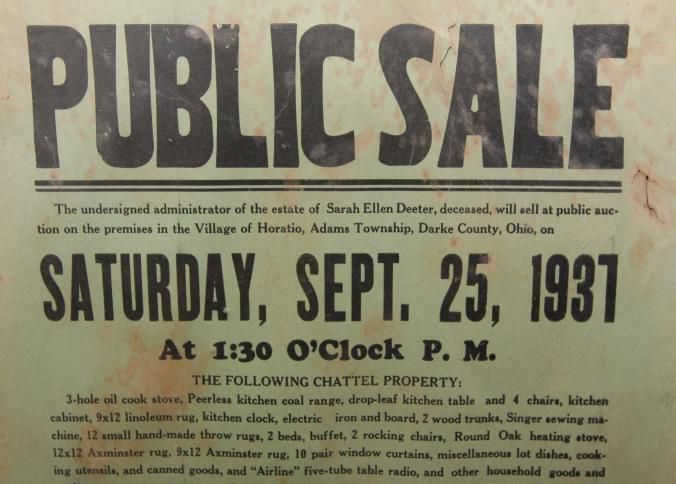 PUBLIC SALE
The undersigned administrator of the estate of Sarah Ellen Deeter, deceased, will sell at public auc-
tion on the premises in the Village of Horatio, Adams Township, Darke County, Ohio, on
SATURDAY, SEPT. 25, 1937
At 1:30 O'Clock P. M.
THE FOLLOWING CHATTEL PROPERTY:
3-hole oil cook stove, Peerless kitchen coal range, drop-leaf kitchen table and 4 chairs, kitchen
cabinet, 9x12 linoleum rug, kitchen clock, electric iron and board, 2 wood trunks, Singer sewing ma-
chine, 12 small hand-made throw rugs, 2 beds, buffet, 2 rocking chairs, Round Oak heating stove,
12x12 Axminster rug, 9x12 Axminster rug, 10 pair window curtains, miscellaneous lot dishes, cook-
ing utensils, and canned goods, and "Airline" five-tube table radio, and other household goods and